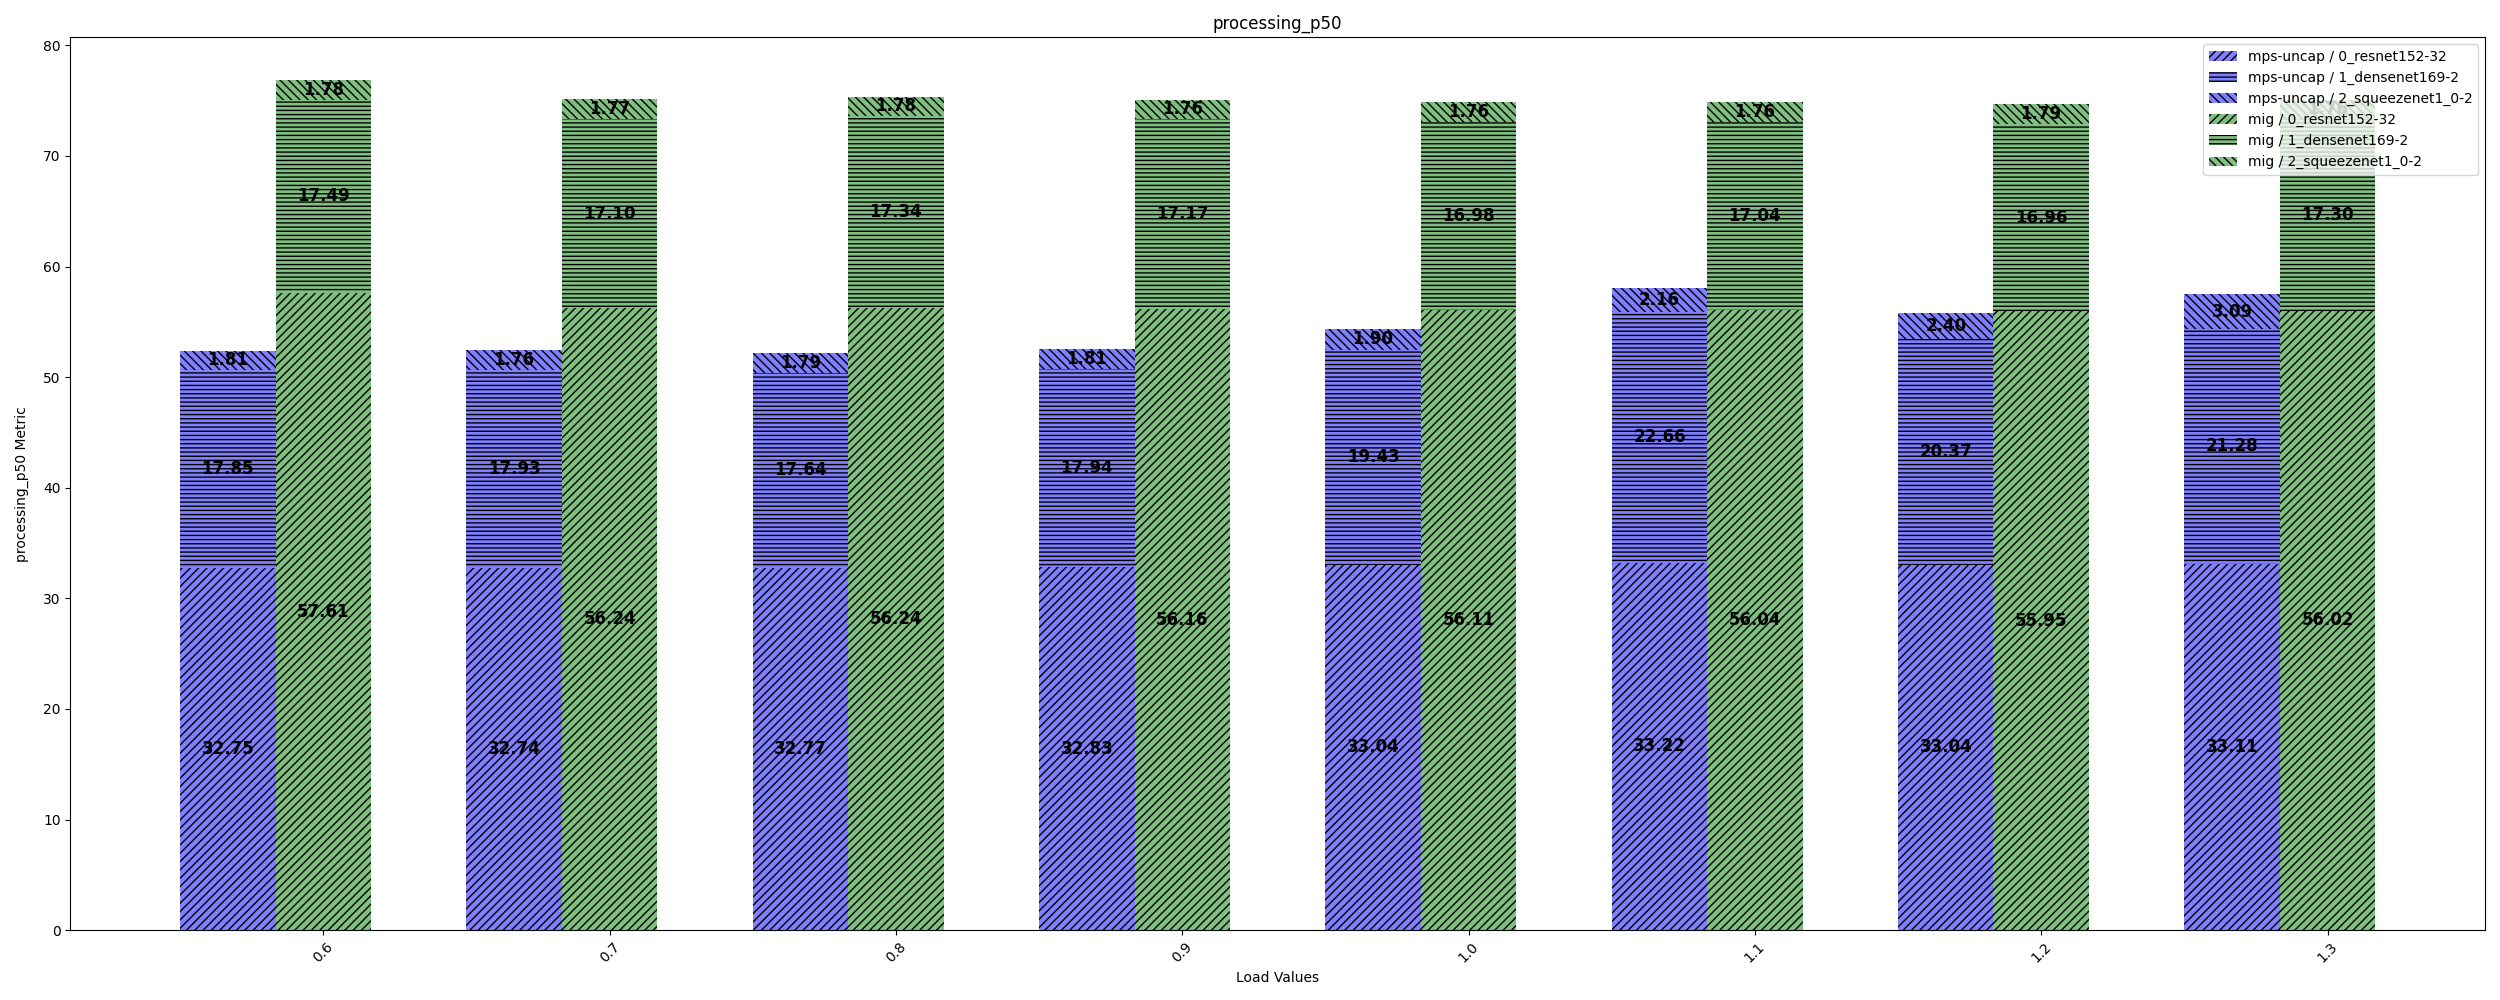 processing_p50
mps-uncap / 0_resnet152-32
mps-uncap / 1_densenet169-2
mps-uncap / 2_squeezenet1_0-2
mig / 0_resnet152-32
mig / 1_densenet169-2
mig / 2_squeezenet1_0-2
processing_p50 Metric
80
70
60
50
40
30
20
10
0
1.78 1.77 1.78 1.76 1.76 1.76 1.79
17.49 17.10 17.34 17.17 16.98 17.04 16.96 17.30
1.81 1.76 1.79 1.81 1.90 2.16 2.40 3.09
17.85 17.93 17.64 17.94 19.43 22.66 20.37 21.28
57.61 56.24 56.24 56.16 56.11 56.04 55.95 56.02
32.75 32.74 32.77 32.83 33.04 33.22 33.04 33.11
0.6 0.7 0.8 0.9 1.0 1.1 1.2 1.3
Load Values